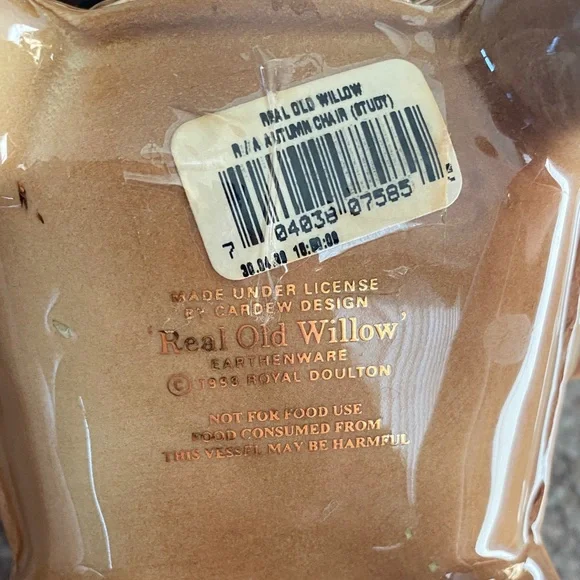 REAL OLD WILLOW
R//A AUTUMN CHAIR (STUDY)
7 04038 07585
MADE UNDER LICENSE
BY CARDEW DESIGN
'Real Old Willow'
EARTHENWARE
© ROYAL DOULTON
NOT FOR FOOD USE
FOOD CONSUMED FROM
THIS VESSEL MAY BE HARMFUL